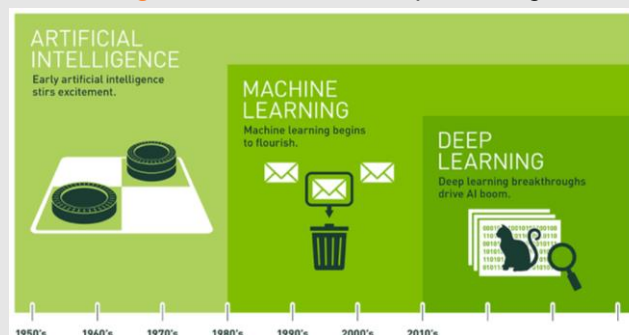 ARTIFICIAL
INTELLIGENCE
Early artificial intelligence
stirs excitement.
MACHINE
LEARNING
Machine learning begins
to flourish.
DEEP
LEARNING
Deep learning breakthroughs
drive AI boom.
1950's 1960's 1970's 1980's 1990's 2000's 2010's